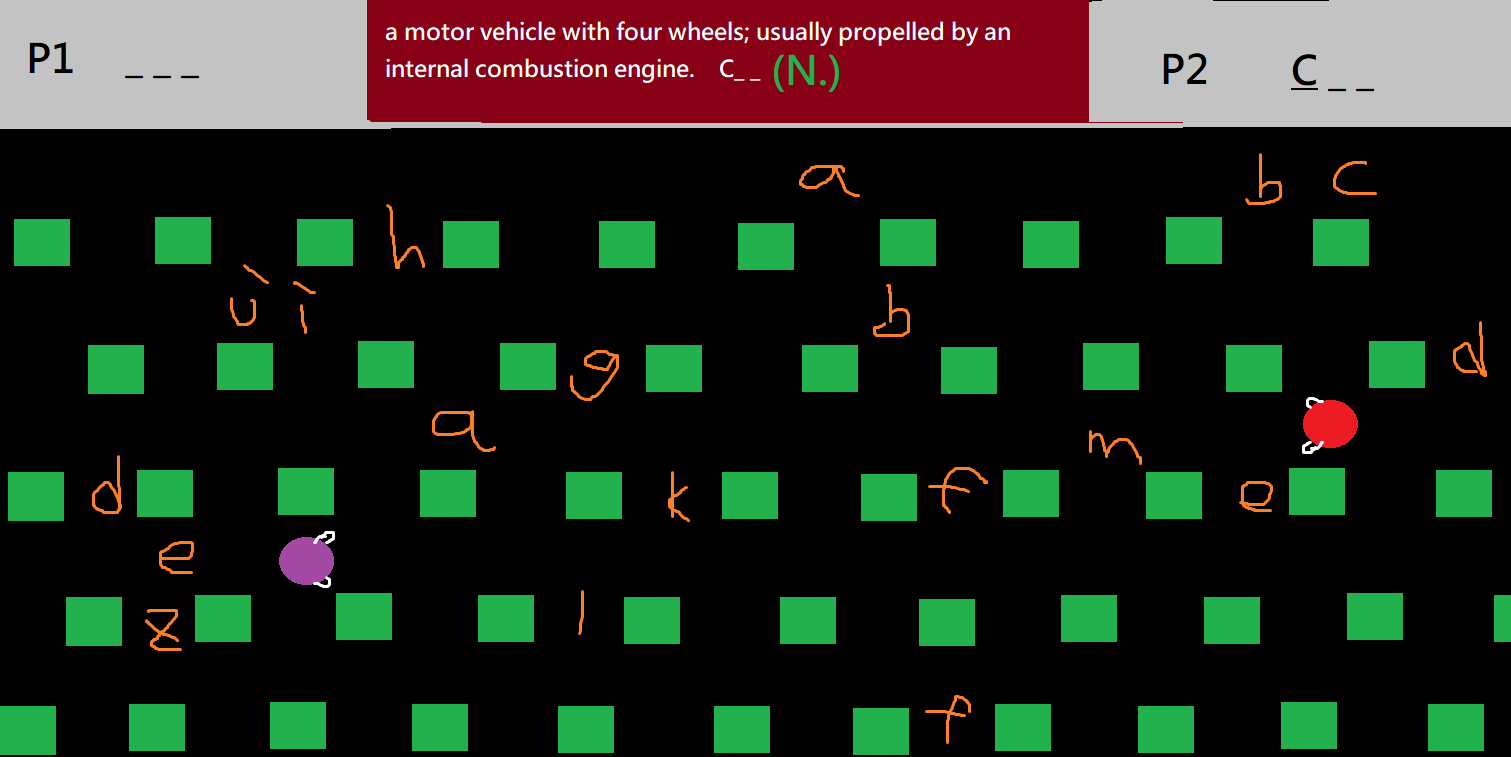 P1 _ _ _
a motor vehicle with four wheels; usually propelled by an
internal combustion engine. C_ _ (N.)
P2 C _ _
a
b c
h
ù i
b
g
d
a
m
d
k
f
e
e
z
l
f